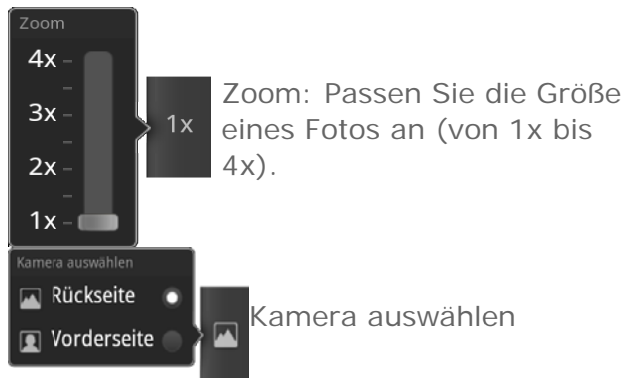 Zoom
4x
3x
2x
1x
1x
Zoom: Passen Sie die Größe
eines Fotos an (von 1x bis
4x).
Kamera auswählen
Rückseite
Vorderseite
Kamera auswählen